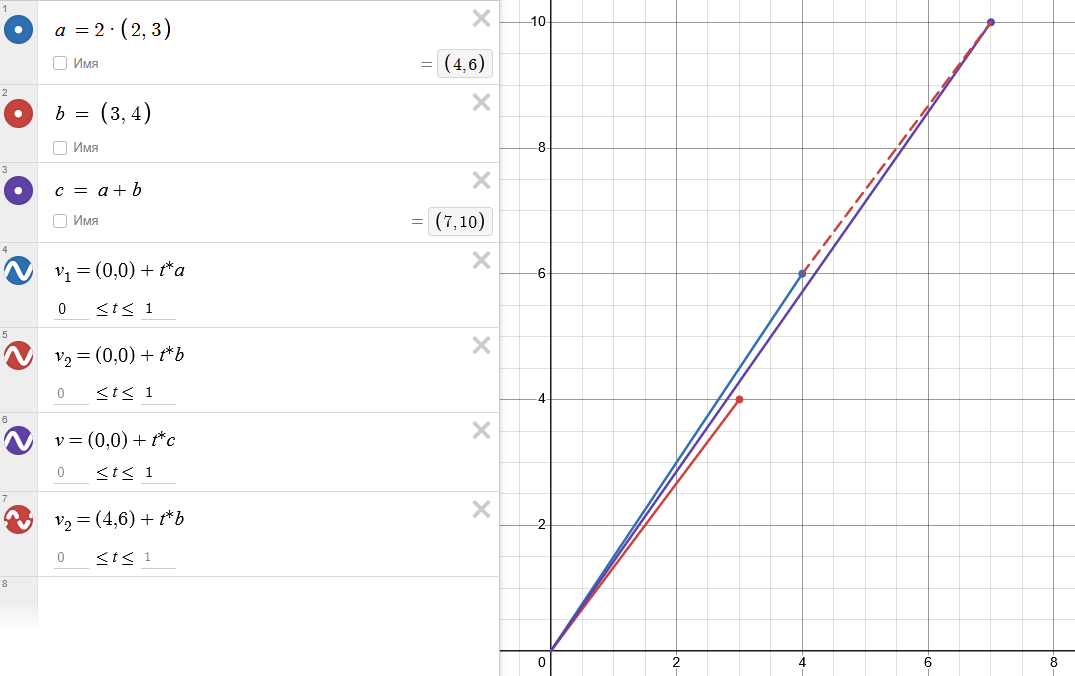 1
a = 2 · (2, 3)
Имя
= (4,6)
2
b = (3, 4)
Имя
3
c = a + b
Имя
= (7,10)
4
v₁ = (0,0) + t*a
0 ≤ t ≤ 1
5
v₂ = (0,0) + t*b
0 ≤ t ≤ 1
6
v = (0,0) + t*c
0 ≤ t ≤ 1
7
v₂ = (4,6) + t*b
0 ≤ t ≤ 1
8
10
8
6
4
2
0 2 4 6 8